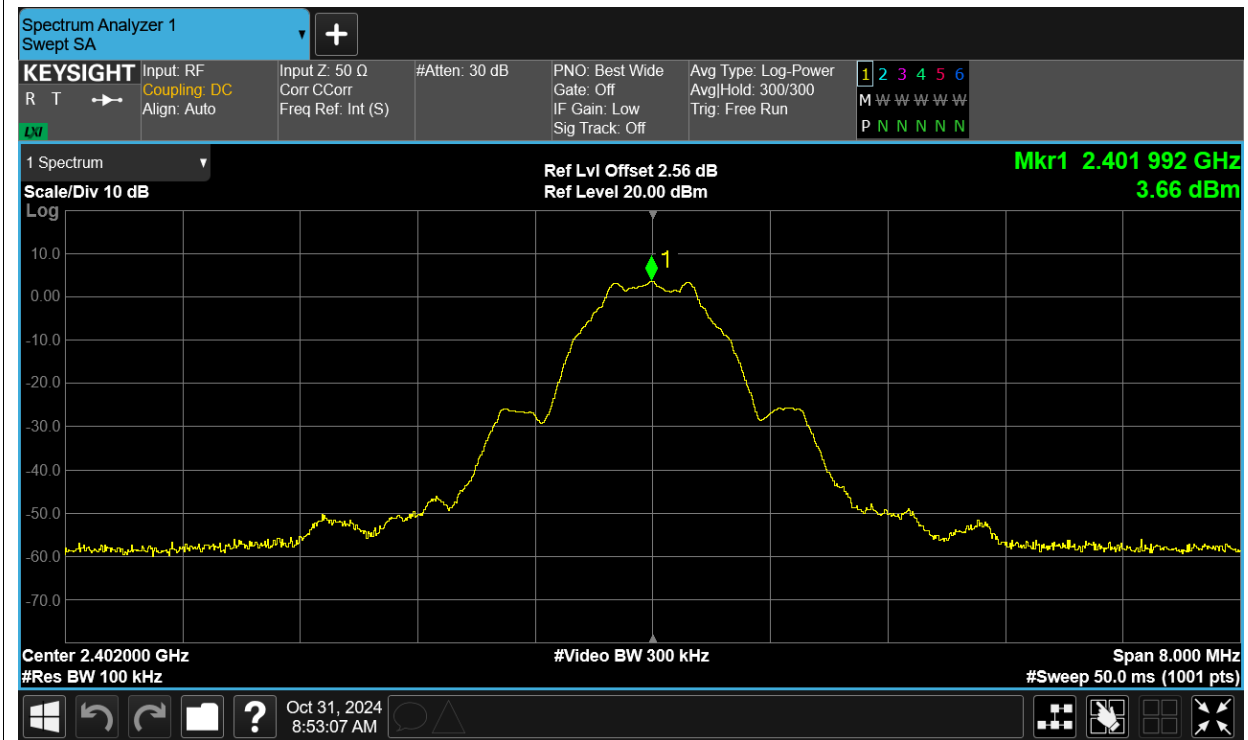 Spectrum Analyzer 1
Swept SA
+
KEYSIGHT
R T
LXI
Input: RF
Coupling: DC
Align: Auto
Input Z: 50 Ω
Corr CCorr
Freq Ref: Int (S)
#Atten: 30 dB
PNO: Best Wide
Gate: Off
IF Gain: Low
Sig Track: Off
Avg Type: Log-Power
Avg|Hold: 300/300
Trig: Free Run
1 2 3 4 5 6
M W W W W W
P N N N N N
1 Spectrum
Scale/Div 10 dB
Log
Ref Lvl Offset 2.56 dB
Ref Level 20.00 dBm
Mkr1 2.401 992 GHz
3.66 dBm
1
10.0
0.00
-10.0
-20.0
-30.0
-40.0
-50.0
-60.0
-70.0
Center 2.402000 GHz
#Res BW 100 kHz
#Video BW 300 kHz
Span 8.000 MHz
#Sweep 50.0 ms (1001 pts)
?
Oct 31, 2024
8:53:07 AM